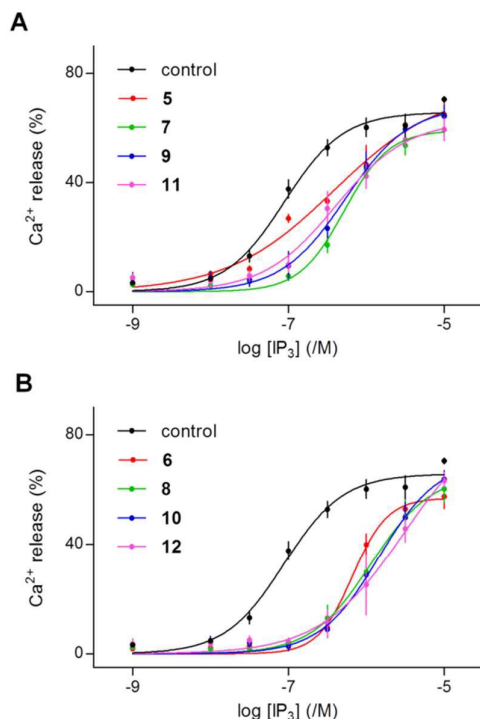 A
80
40
0
Ca²⁺ release (%)
control
5
7
9
11
-9 -7 -5
log [IP₃] (/M)
B
80
40
0
Ca²⁺ release (%)
control
6
8
10
12
-9 -7 -5
log [IP₃] (/M)